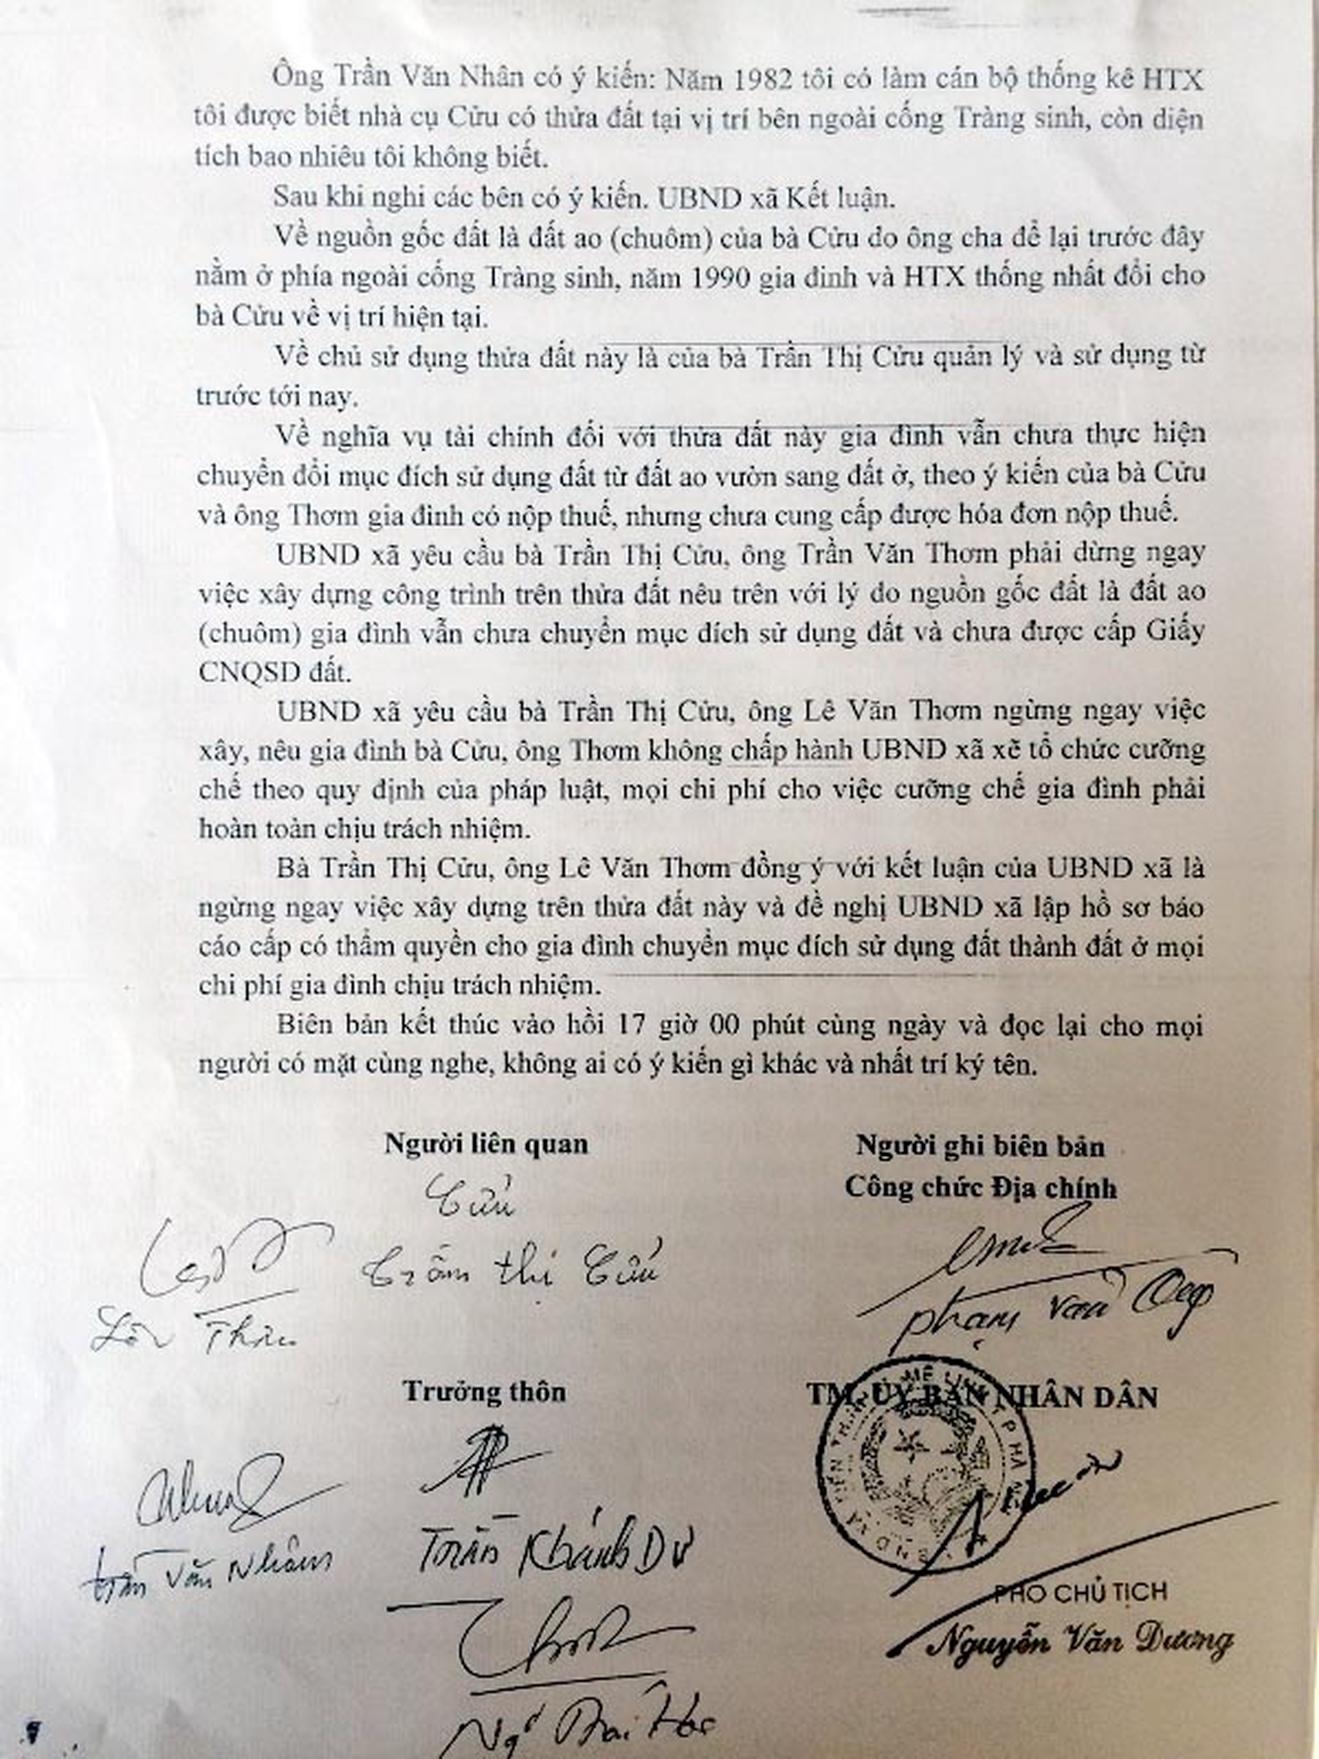 Ông Trần Văn Nhân có ý kiến: Năm 1982 tôi có làm cán bộ thống kê HTX
tôi được biết nhà cụ Cửu có thửa đất tại vị trí bên ngoài cống Tràng sinh, còn diện
tích bao nhiêu tôi không biết.
Sau khi nghi các bên có ý kiến. UBND xã Kết luận.
Về nguồn gốc đất là đất ao (chuôm) của bà Cửu do ông cha để lại trước đây
nằm ở phía ngoài cống Tràng sinh, năm 1990 gia đình và HTX thống nhất đổi cho
bà Cửu về vị trí hiện tại.
Về chủ sử dụng thửa đất này là của bà Trần Thị Cửu quản lý và sử dụng từ
trước tới nay.
Về nghĩa vụ tài chính đối với thửa đất này gia đình vẫn chưa thực hiện
chuyển đổi mục đích sử dụng đất từ đất ao vườn sang đất ở, theo ý kiến của bà Cửu
và ông Thơm gia đình có nộp thuế, nhưng chưa cung cấp được hóa đơn nộp thuế.
UBND xã yêu cầu bà Trần Thị Cửu, ông Trần Văn Thơm phải dừng ngay
việc xây dựng công trình trên thửa đất nêu trên với lý do nguồn gốc đất là đất ao
(chuôm) gia đình vẫn chưa chuyển mục đích sử dụng đất và chưa được cấp Giấy
CNQSD đất.
UBND xã yêu cầu bà Trần Thị Cửu, ông Lê Văn Thơm ngừng ngay việc
xây, nêu gia đình bà Cửu, ông Thơm không chấp hành UBND xã xẽ tổ chức cưỡng
chế theo quy định của pháp luật, mọi chi phí cho việc cưỡng chế gia đình phải
hoàn toàn chịu trách nhiệm.
Bà Trần Thị Cửu, ông Lê Văn Thơm đồng ý với kết luận của UBND xã là
ngừng ngay việc xây dựng trên thửa đất này và đề nghị UBND xã lập hồ sơ báo
cáo cấp có thẩm quyền cho gia đình chuyển mục đích sử dụng đất thành đất ở mọi
chi phí gia đình chịu trách nhiệm.
Biên bản kết thúc vào hồi 17 giờ 00 phút cùng ngày và đọc lại cho mọi
người có mặt cùng nghe, không ai có ý kiến gì khác và nhất trí ký tên.
Người liên quan
Người ghi biên bản
Công chức Địa chính
Cửu
Trần thị Cửu
phạm văn
Trưởng thôn
TM. ỦY BAN NHÂN DÂN
Trần Văn Nhân
Trần Khánh Dư
PHÓ CHỦ TỊCH
Nguyễn Văn Dương